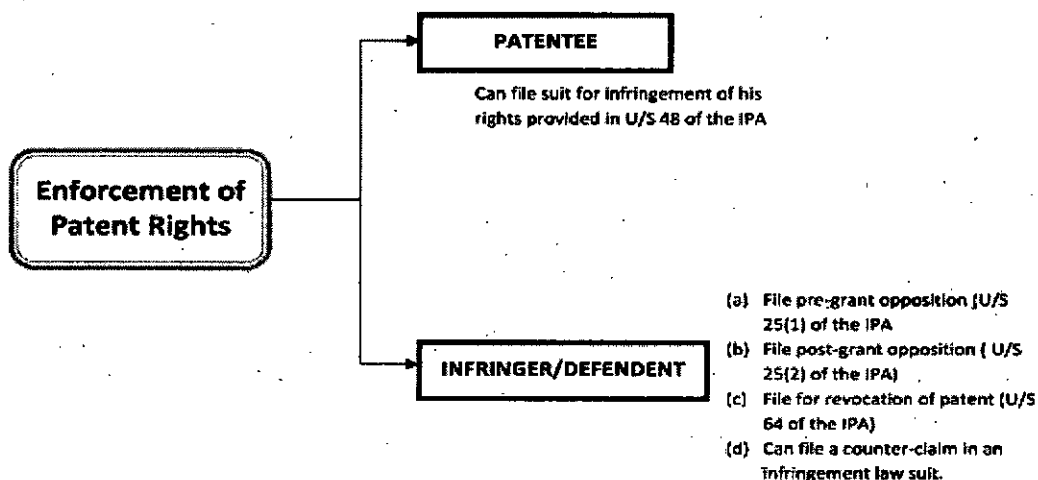 PATENTEE
Can file suit for infringement of his
rights provided in U/S 48 of the IPA
Enforcement of
Patent Rights
INFRINGER/DEFENDENT
(a) File pre-grant opposition (U/S
25(1) of the IPA
(b) File post-grant opposition ( U/S
25(2) of the IPA)
(c) File for revocation of patent (U/S
64 of the IPA)
(d) Can file a counter-claim in an
infringement law suit.